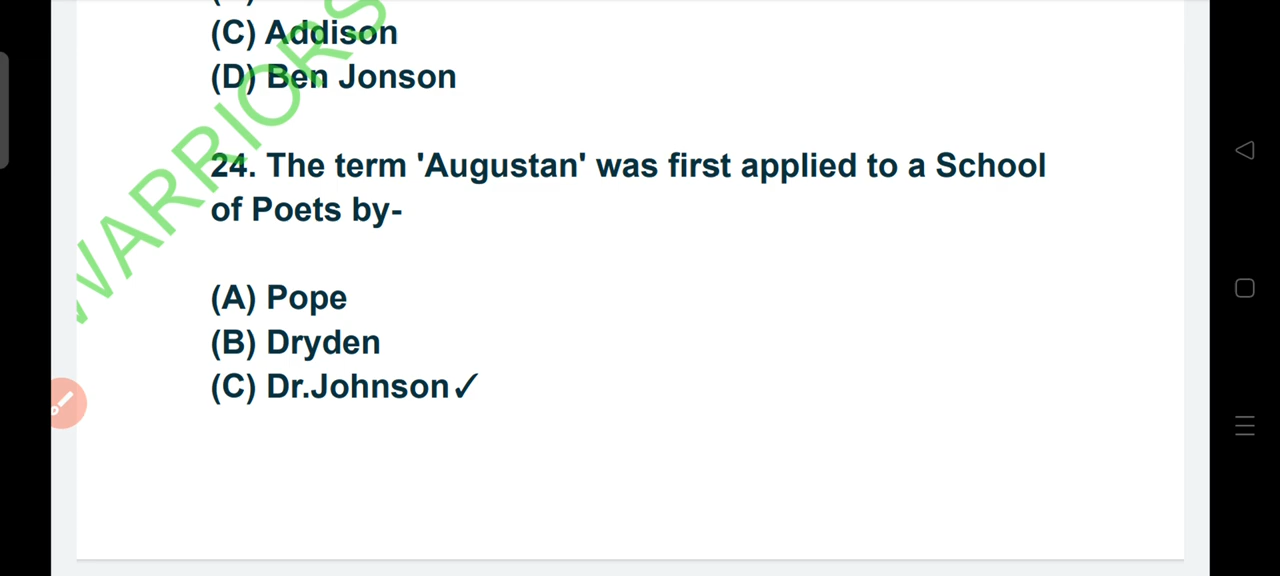 (C) Addison
(D) Ben Jonson
24. The term 'Augustan' was first applied to a School
of Poets by-
(A) Pope
(B) Dryden
(C) Dr.Johnson✓
WARRIORS